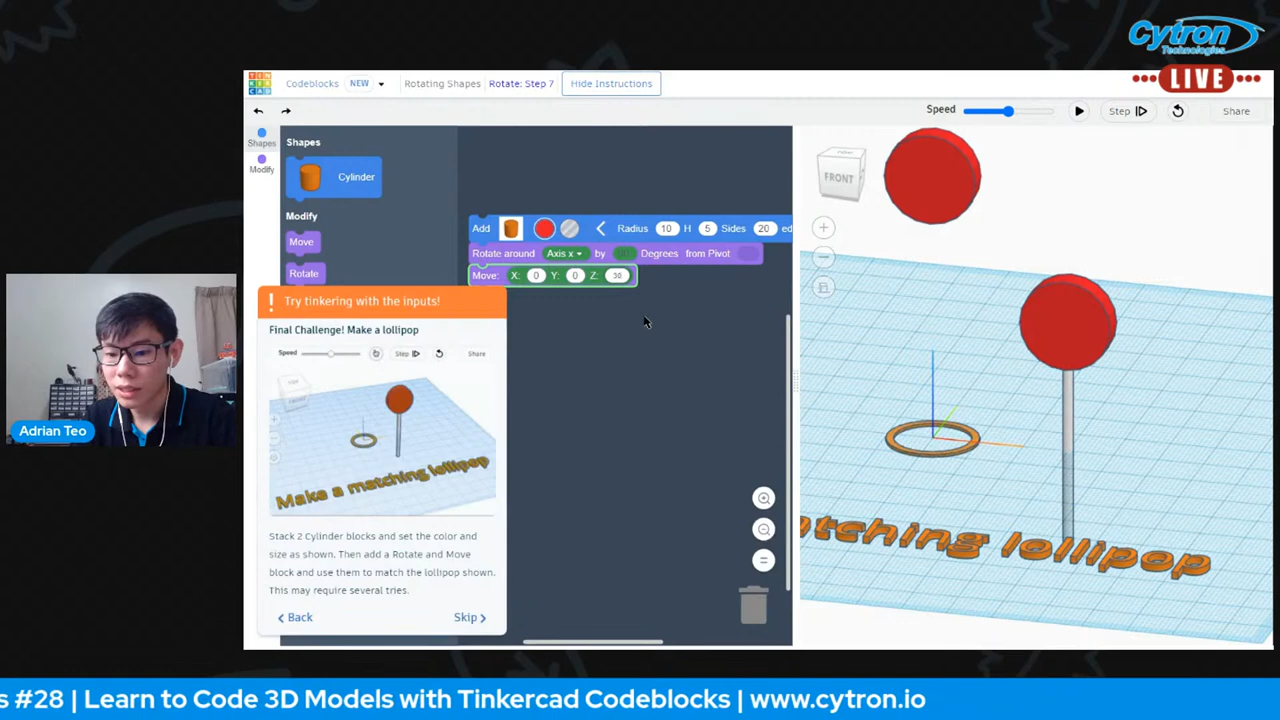 Cytron
Technologies
LIVE
TIN
KER
CAD
Codeblocks NEW Rotating Shapes Rotate: Step 7 Hide Instructions
Speed Step Share
Shapes
Modify
Shapes
Cylinder
Modify
Move
Rotate
Add Radius 10 H 5 Sides 20 ed
Rotate around Axis x by Degrees from Pivot
Move: X: 0 Y: 0 Z: 30
FRONT
! Try tinkering with the inputs!
Final Challenge! Make a lollipop
Speed Step Share
Make a matching lollipop
Stack 2 Cylinder blocks and set the color and
size as shown. Then add a Rotate and Move
block and use them to match the lollipop shown.
This may require several tries.
Back Skip
tching lollipop
Adrian Teo
s #28 | Learn to Code 3D Models with Tinkercad Codeblocks | www.cytron.io